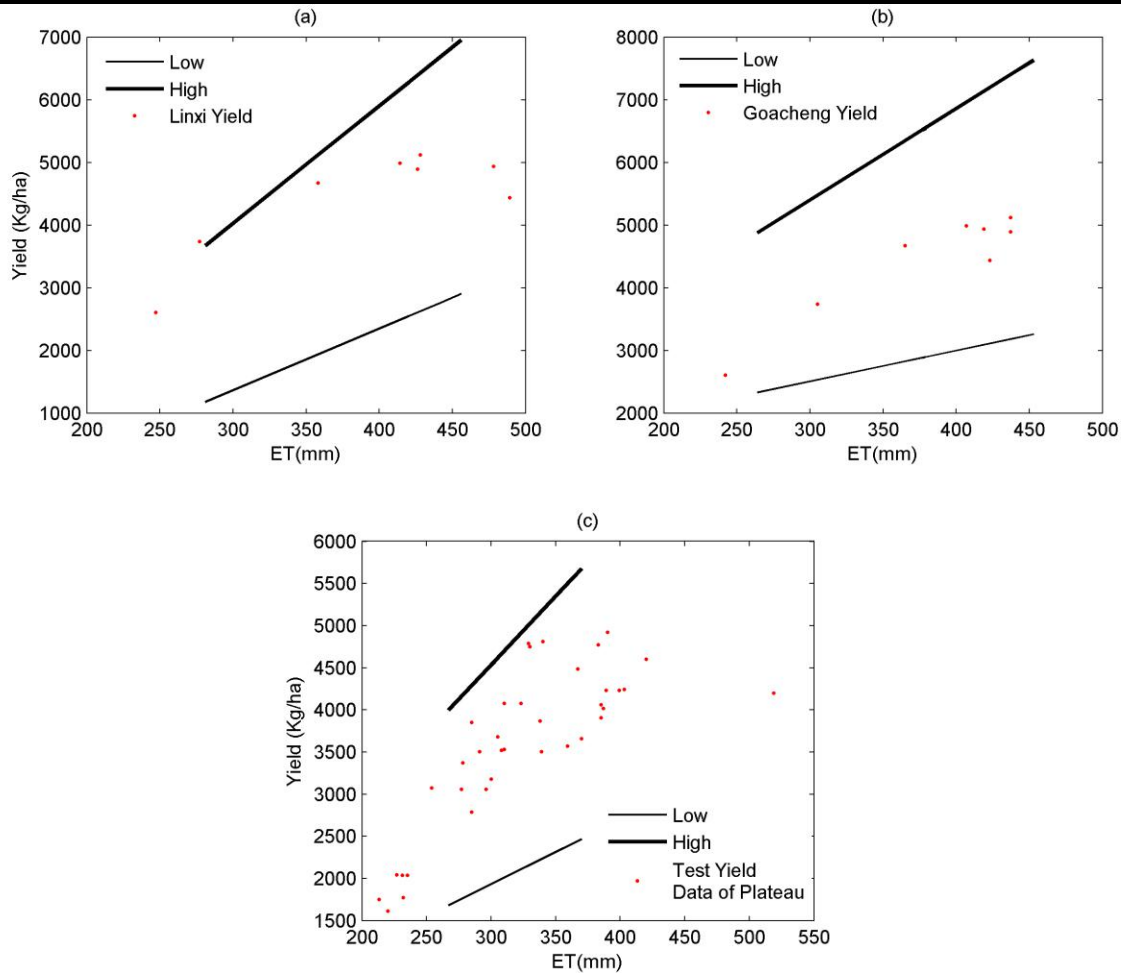 (a)
7000
6000
5000
4000
3000
2000
1000
Yield (Kg/ha)
Low
High
Linxi Yield
200 250 300 350 400 450 500
ET(mm)
(b)
8000
7000
6000
5000
4000
3000
2000
Low
High
Goacheng Yield
200 250 300 350 400 450 500
ET(mm)
(c)
6000
5500
5000
4500
4000
3500
3000
2500
2000
1500
Yield (Kg/ha)
Low
High
Test Yield
Data of Plateau
200 250 300 350 400 450 500 550
ET(mm)